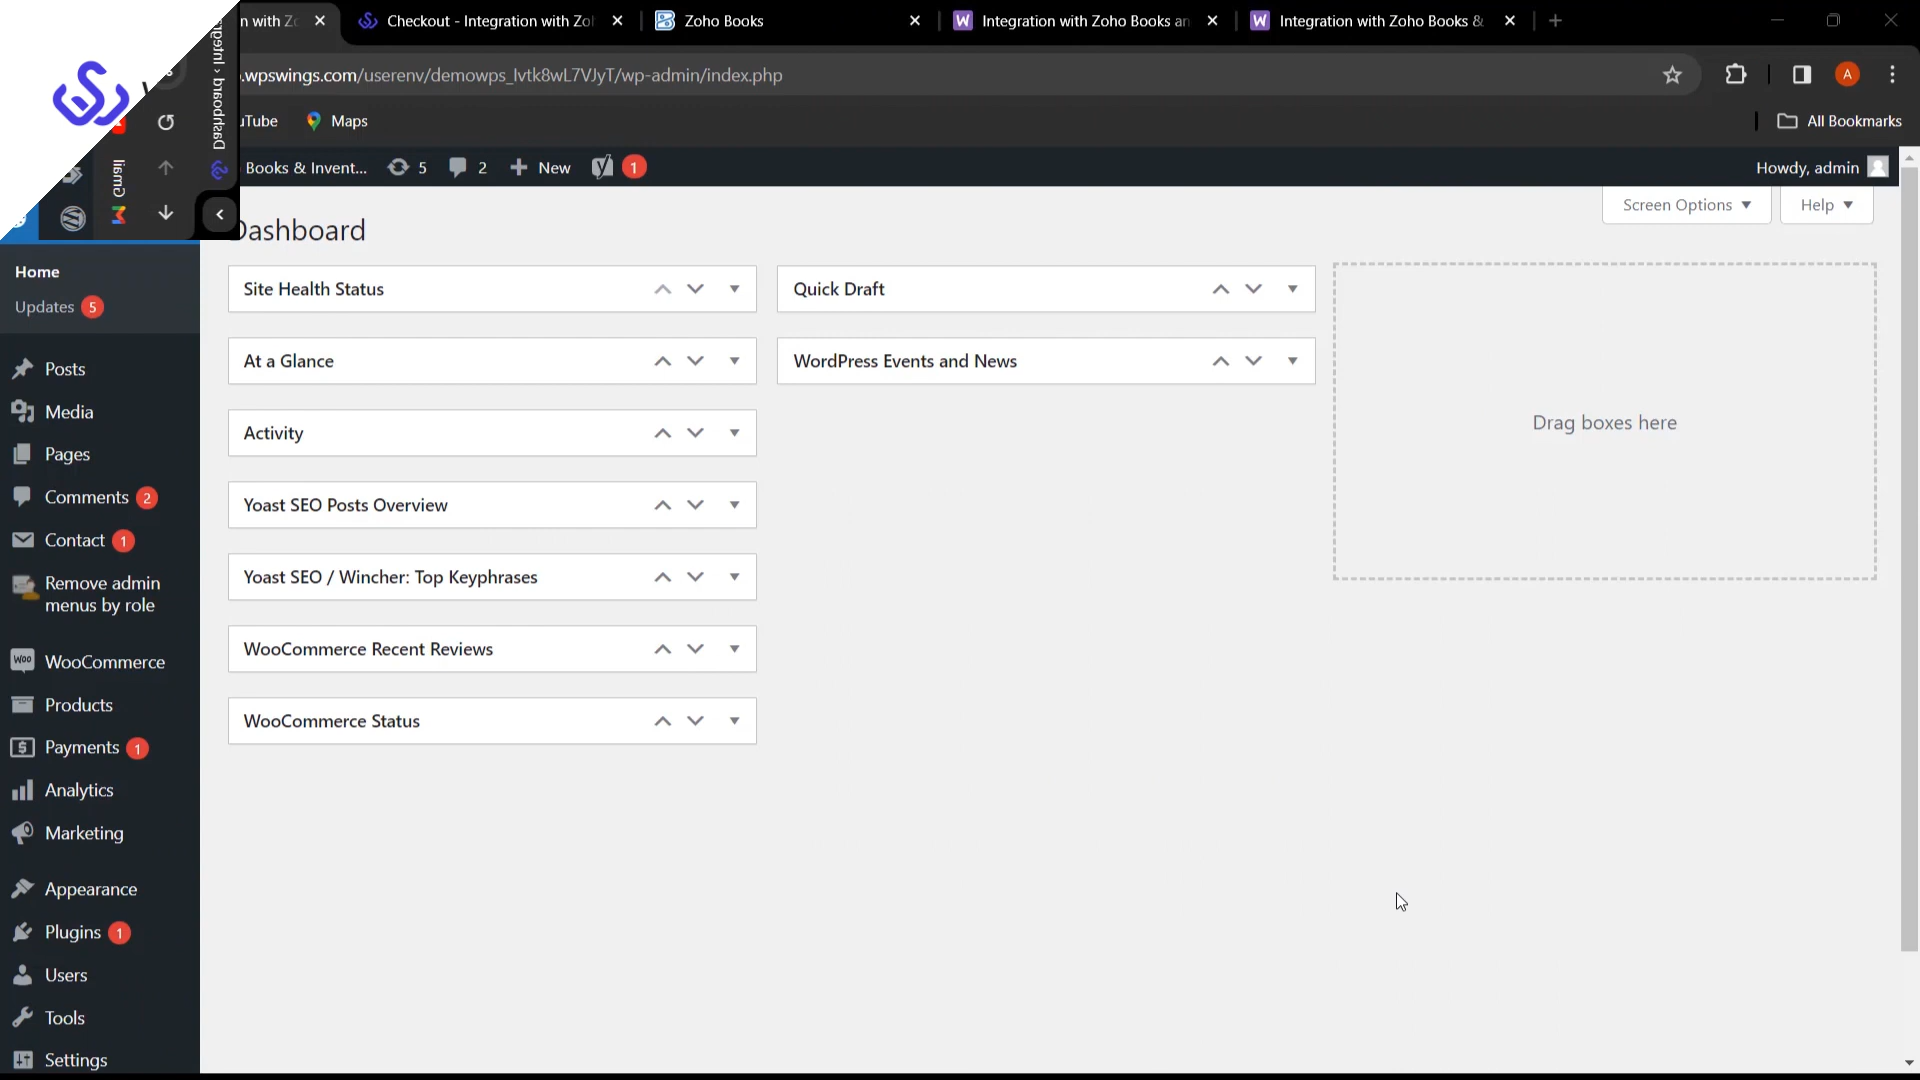 n with Zo
Checkout - Integration with Zoh
Zoho Books
Integration with Zoho Books an
Integration with Zoho Books &
.wpswings.com/userenv/demowps_lvtk8wL7VJyT/wp-admin/index.php
A
uTube
Maps
All Bookmarks
Gmail
Dashboard ‹ Integr
Books & Invent...
5
2
New
1
Howdy, admin
Screen Options
Help
Dashboard
Home
Updates 5
Posts
Media
Pages
Comments 2
Contact 1
Remove admin
menus by role
WooCommerce
Products
Payments 1
Analytics
Marketing
Appearance
Plugins 1
Users
Tools
Settings
Site Health Status
At a Glance
Activity
Yoast SEO Posts Overview
Yoast SEO / Wincher: Top Keyphrases
WooCommerce Recent Reviews
WooCommerce Status
Quick Draft
WordPress Events and News
Drag boxes here